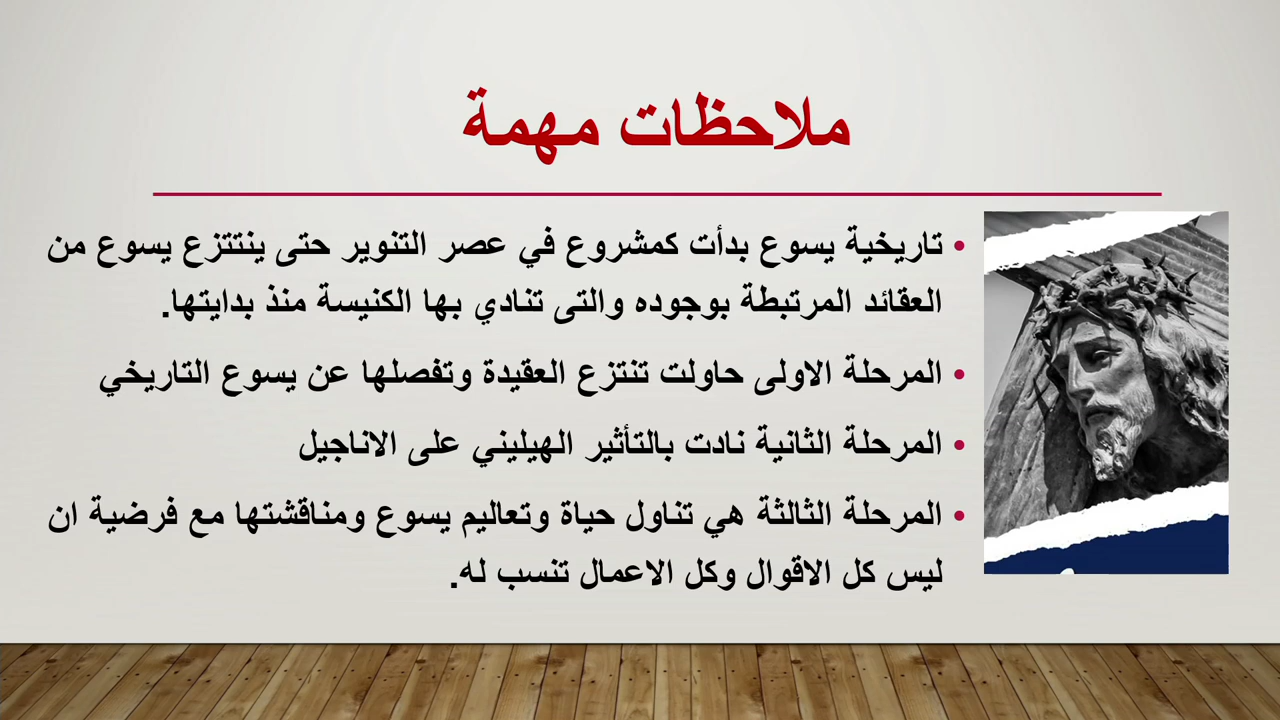 ملاحظات مهمة
• تاريخية يسوع بدأت كمشروع في عصر التنوير حتى ينتتزع يسوع من
العقائد المرتبطة بوجوده والتى تنادي بها الكنيسة منذ بدايتها.
• المرحلة الاولى حاولت تنتزع العقيدة وتفصلها عن يسوع التاريخي
• المرحلة الثانية نادت بالتأثير الهيليني على الاناجيل
• المرحلة الثالثة هي تناول حياة وتعاليم يسوع ومناقشتها مع فرضية ان
ليس كل الاقوال وكل الاعمال تنسب له.